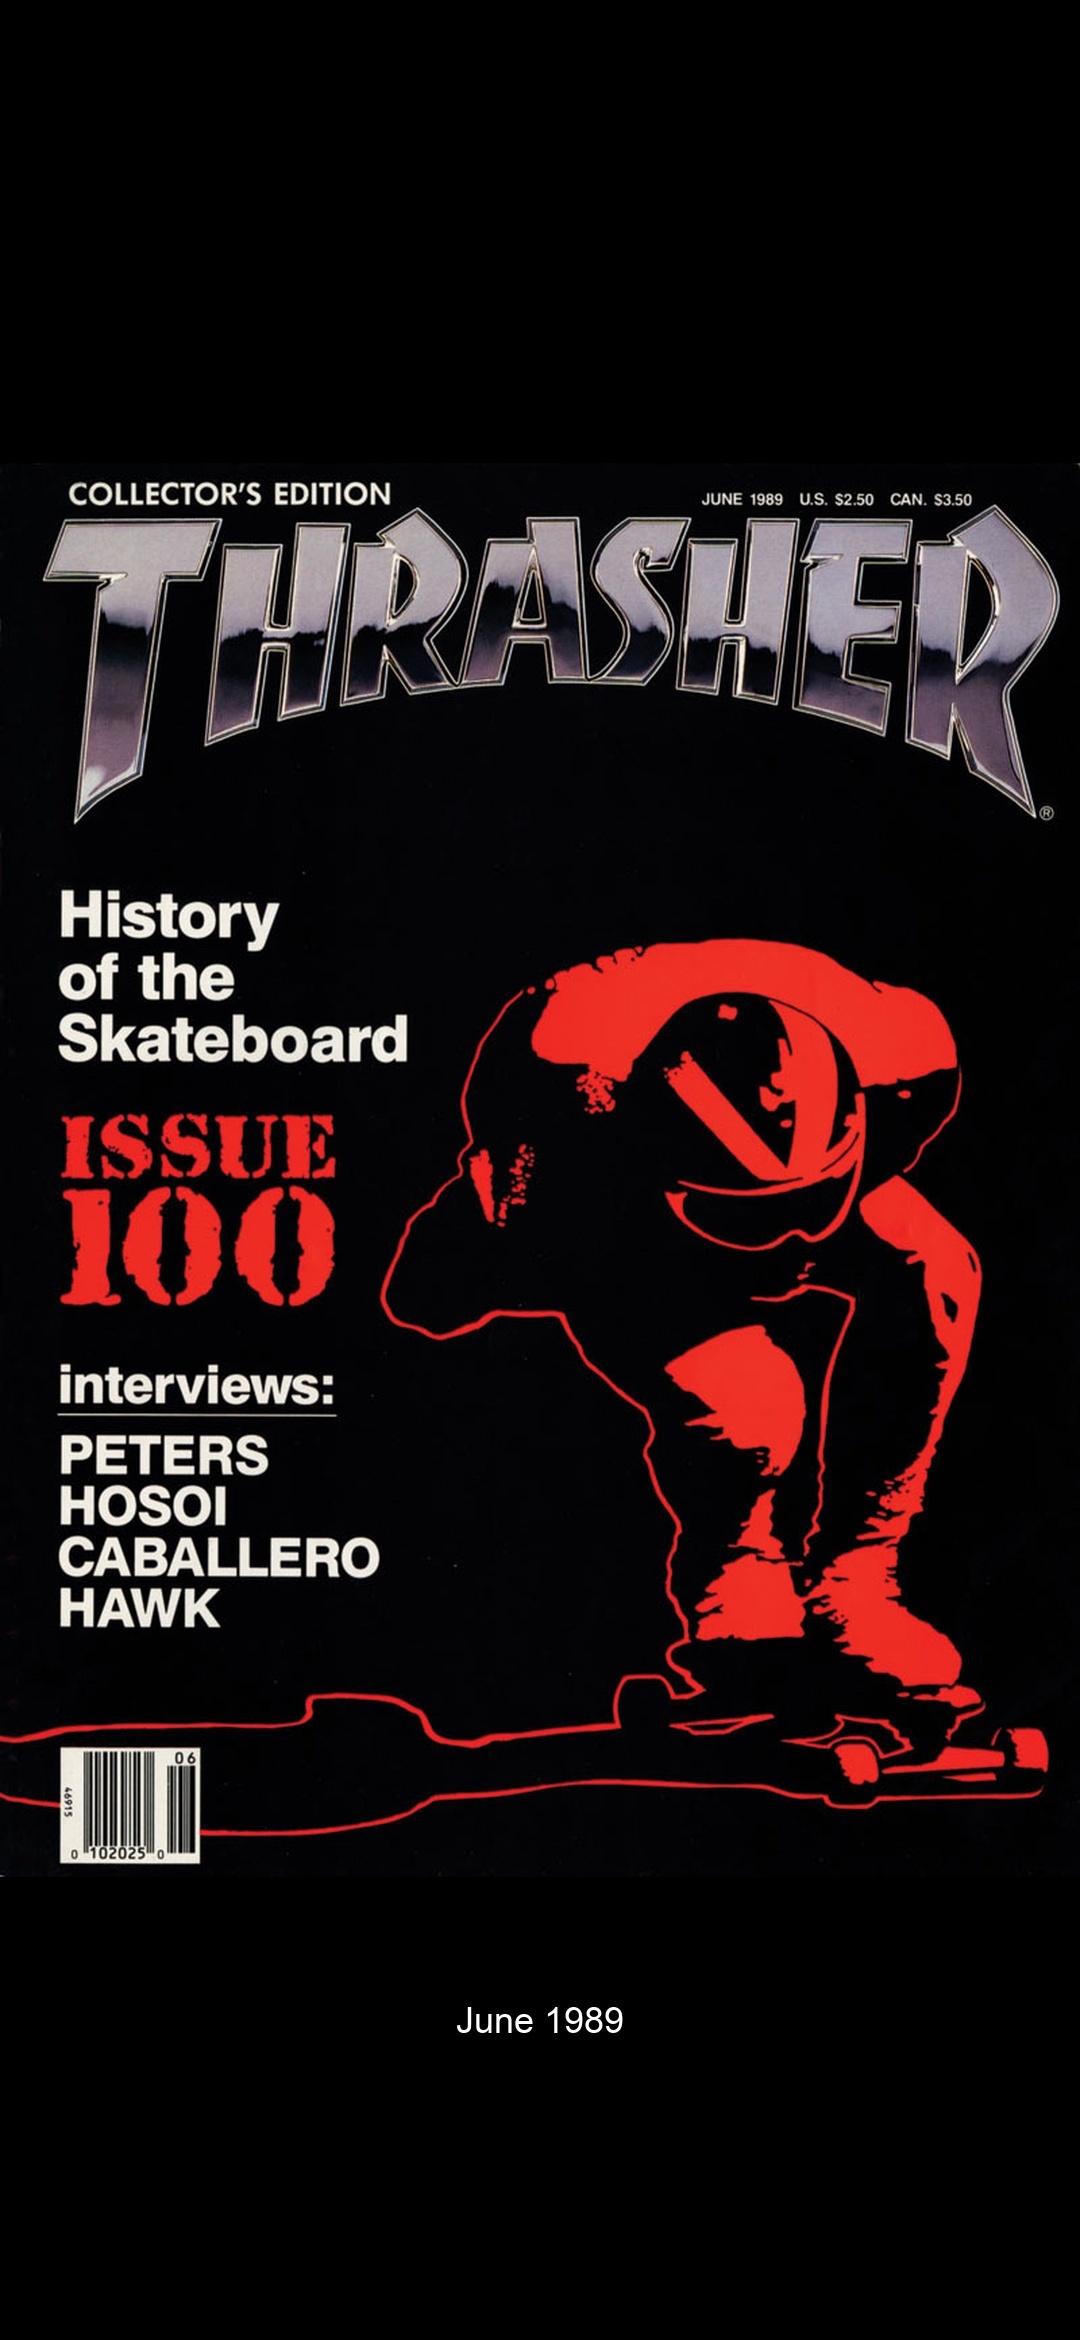 COLLECTOR'S EDITION
JUNE 1989 U.S. $2.50 CAN. $3.50
THRASHER®
History
of the
Skateboard
ISSUE
100
interviews:
PETERS
HOSOI
CABALLERO
HAWK
06
46915
0 102025 0
June 1989